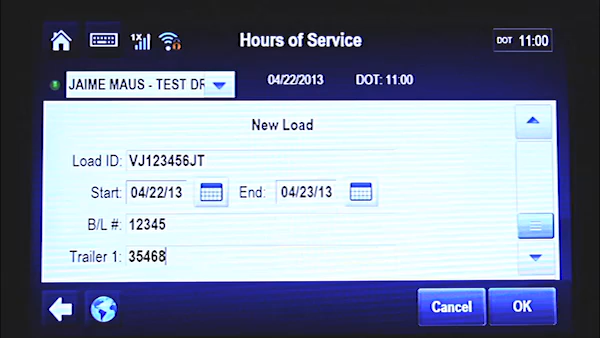 1X Hours of Service DOT 11:00
JAIME MAUS - TEST DR 04/22/2013 DOT: 11:00
New Load
Load ID: VJ123456JT
Start: 04/22/13 End: 04/23/13
B/L #: 12345
Trailer 1: 35468
Cancel OK